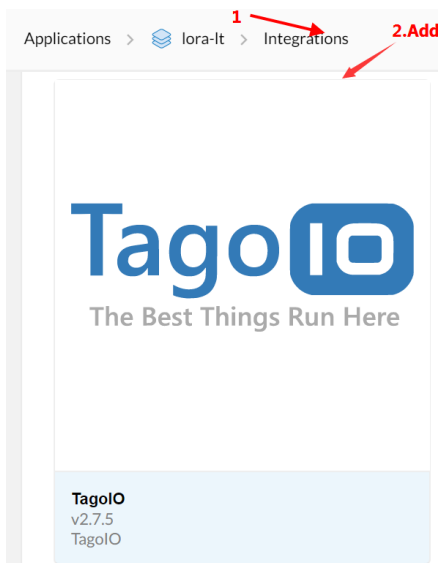 1
2.Add
Applications > lora-lt > Integrations
TagoIO
The Best Things Run Here
TagoIO
v2.7.5
TagoIO